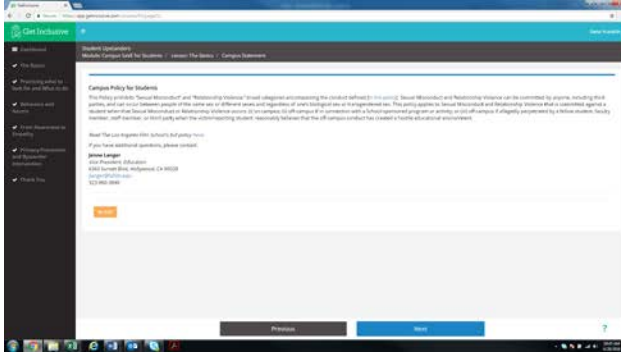 Get Inclusive
Student Upstanders
Module: Campus SaVE for Students / Lesson: The Basics / Campus Statement
Dashboard
The Basics
Practicing what to
look for and What to do
Behaviors and
From Awareness to
Empathy
Primary Prevention
and Bystander
Intervention
Thank You
Campus Policy for Students
This Policy prohibits "Sexual Misconduct" and "Relationship Violence" broad categories encompassing the conduct defined in this policy. Sexual Misconduct and Relationship Violence can be committed by anyone, including third
parties, and can occur between people of the same sex or different sexes and regardless of one's biological sex or transgendered sex. This policy applies to Sexual Misconduct and Relationship Violence that is committed against a
student when that Sexual Misconduct or Relationship Violence occurs: (i) on campus; (ii) off-campus if in connection with a School-sponsored program or activity; or (iii) off-campus if allegedly perpetrated by a fellow student, faculty
member, staff member, or third party when the victim/reporting student reasonably believes that the off-campus conduct has created a hostile educational environment.
Read The Los Angeles Film School's full policy here.
If you have additional questions, please contact:
Jenna Langer
Vice President, Education
6363 Sunset Blvd, Hollywood, CA 90028
323-860-
Previous
Next
?